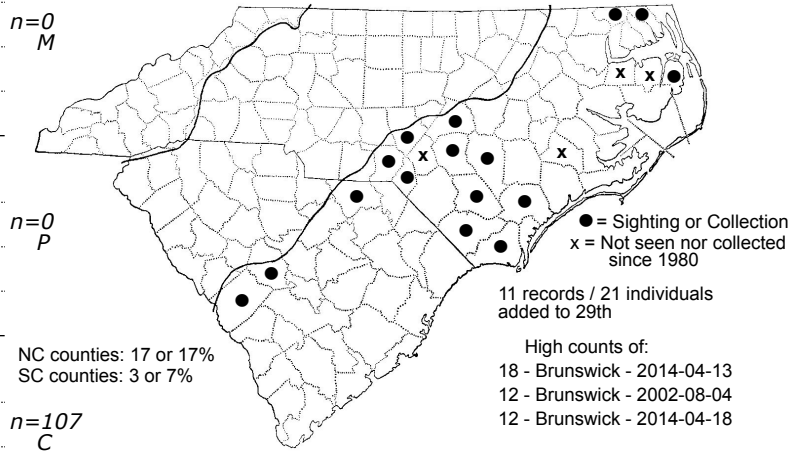 n=0
M
n=0
P
n=107
C
x
x
x
x
● = Sighting or Collection
x = Not seen nor collected
since 1980
11 records / 21 individuals
added to 29th
NC counties: 17 or 17%
SC counties: 3 or 7%
High counts of:
18 - Brunswick - 2014-04-13
12 - Brunswick - 2002-08-04
12 - Brunswick - 2014-04-18